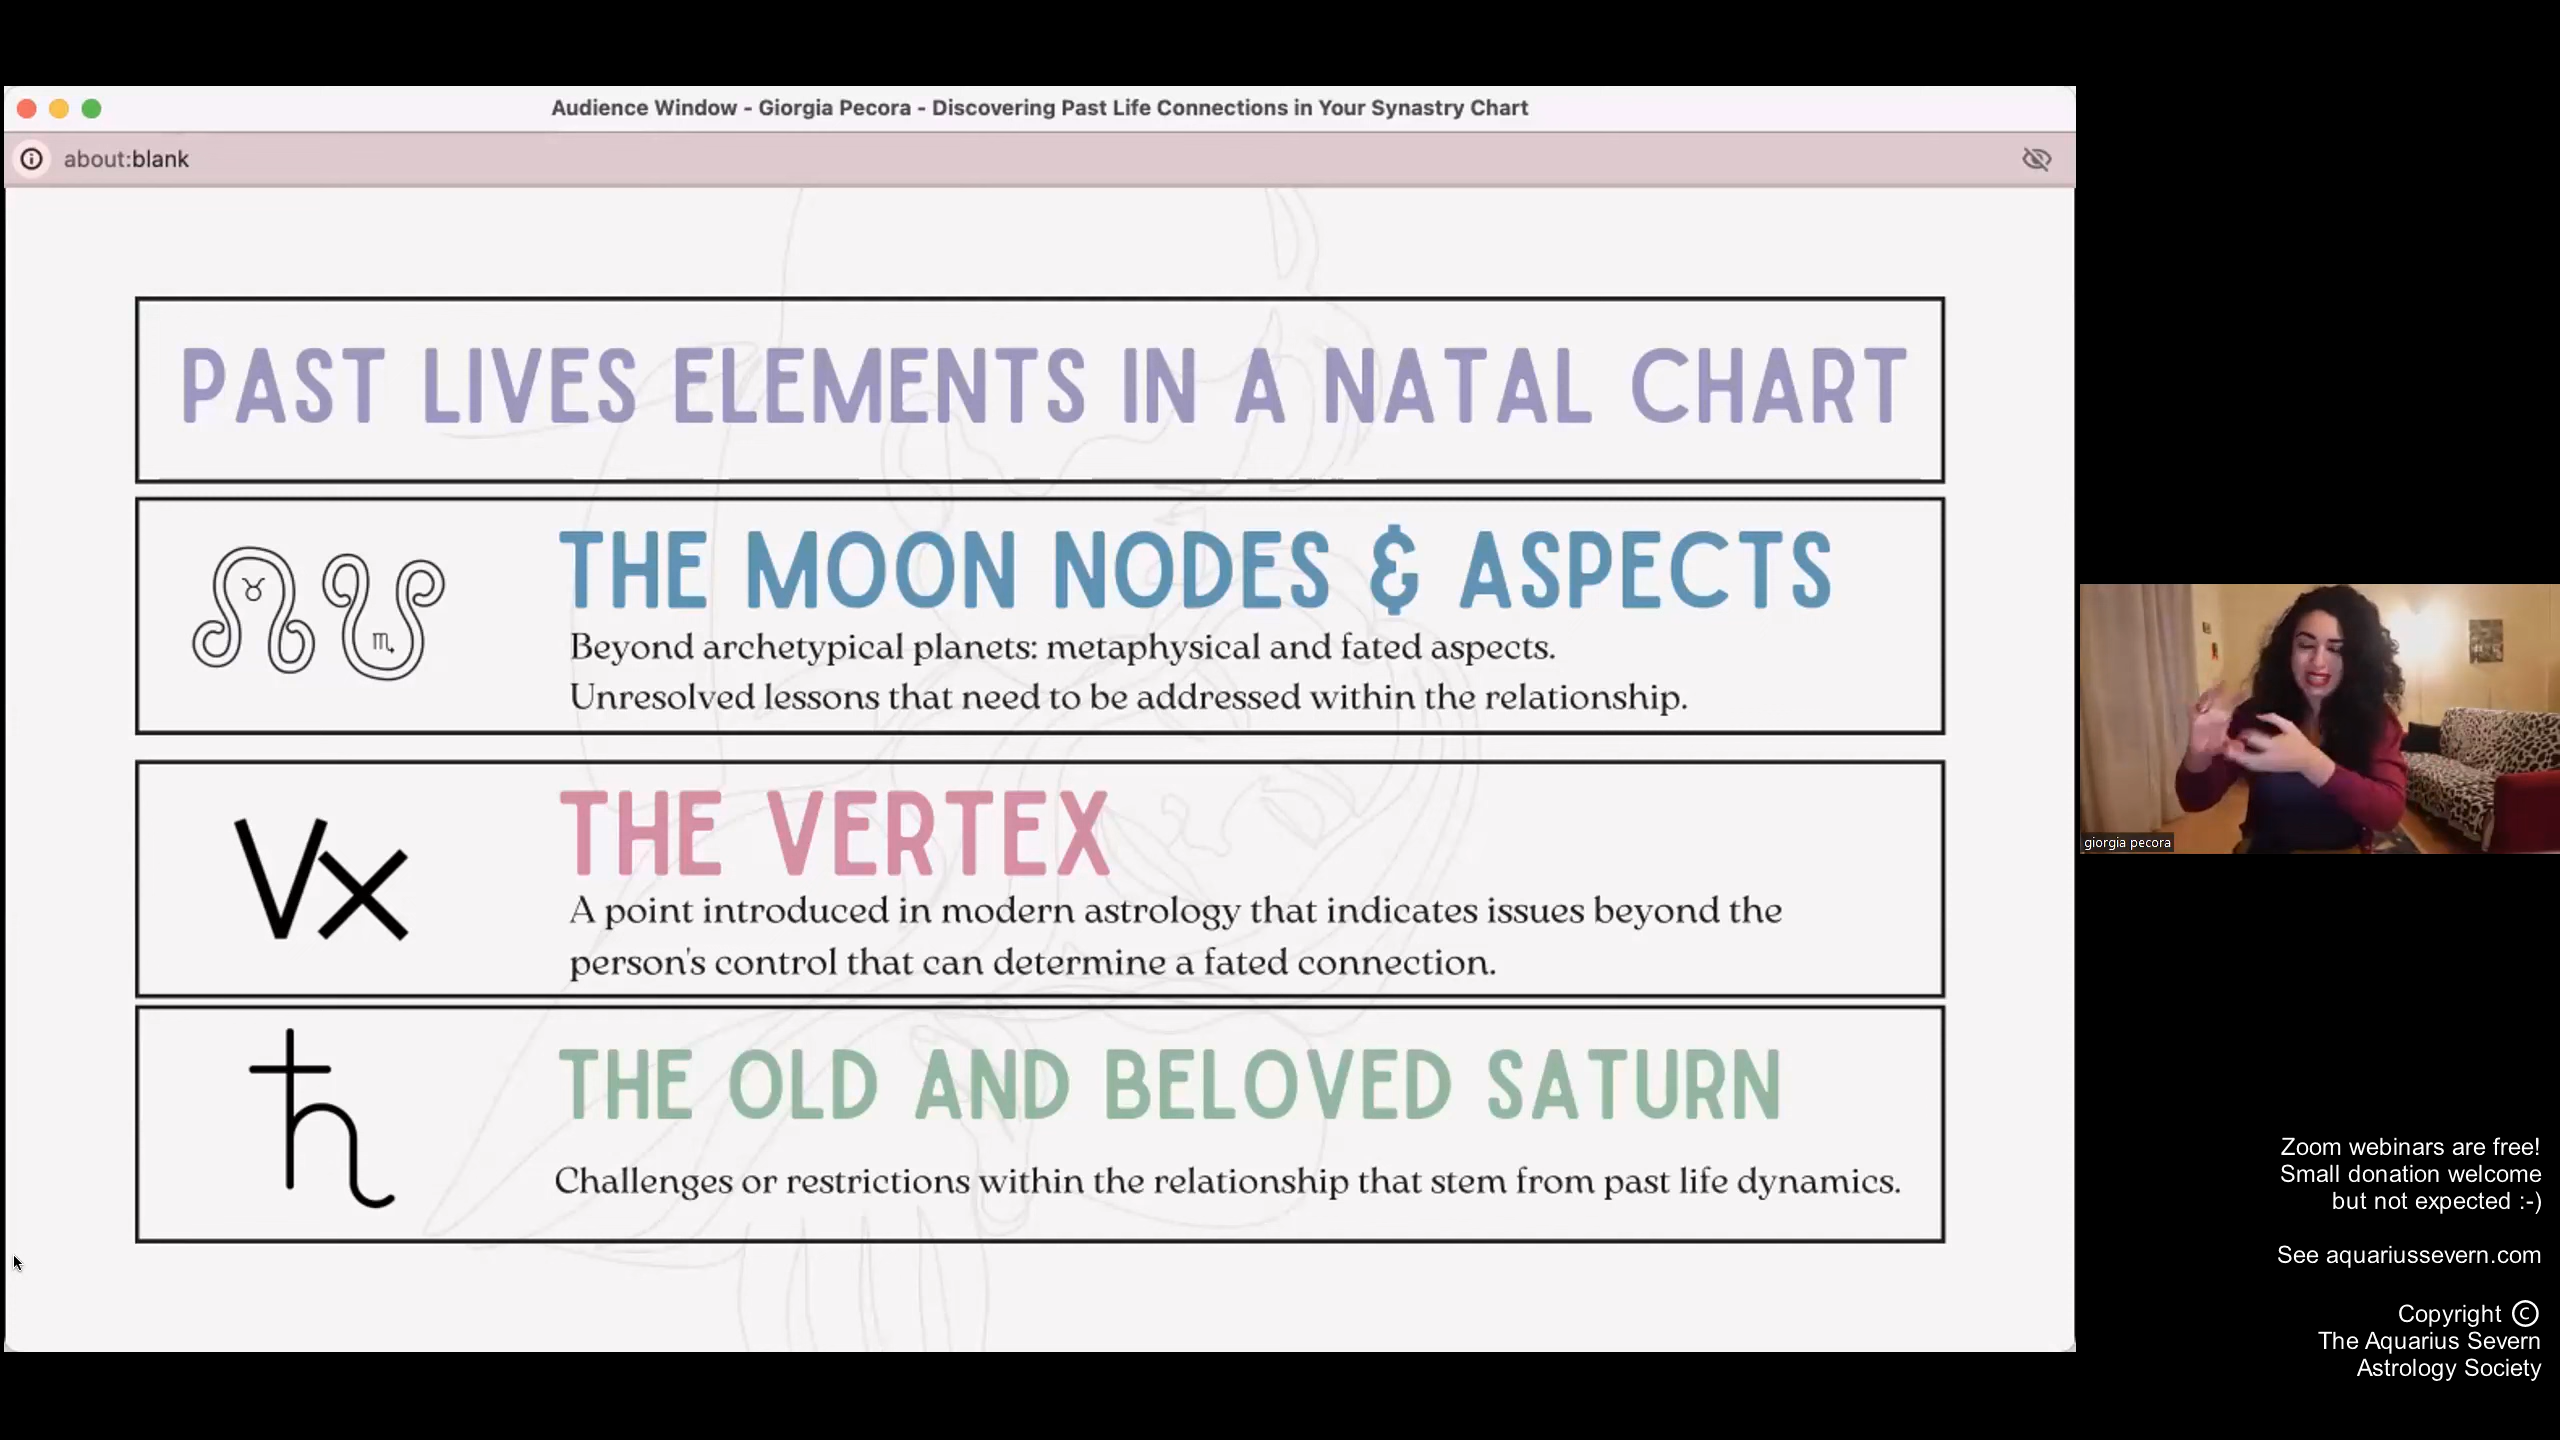 Audience Window - Giorgia Pecora - Discovering Past Life Connections in Your Synastry Chart
about:blank
PAST LIVES ELEMENTS IN A NATAL CHART
THE MOON NODES & ASPECTS
Beyond archetypical planets: metaphysical and fated aspects.
Unresolved lessons that need to be addressed within the relationship.
Vx
THE VERTEX
A point introduced in modern astrology that indicates issues beyond the
person's control that can determine a fated connection.
THE OLD AND BELOVED SATURN
Challenges or restrictions within the relationship that stem from past life dynamics.
giorgia pecora
Zoom webinars are free!
Small donation welcome
but not expected :-)
See aquariussevern.com
Copyright ©
The Aquarius Severn
Astrology Society